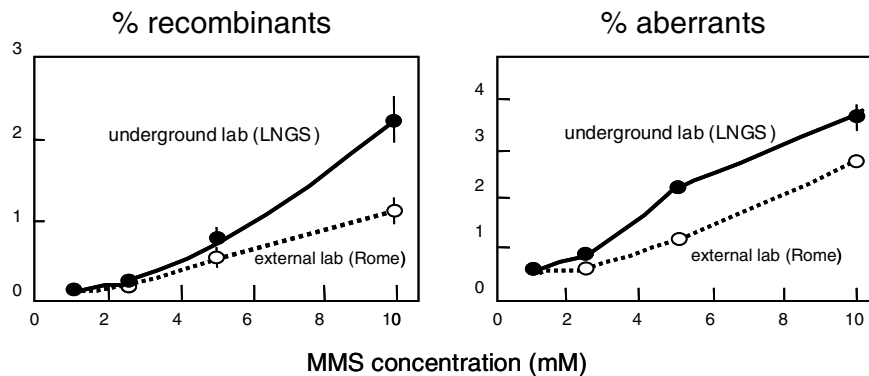 % recombinants
3
2
1
0
underground lab (LNGS)
external lab (Rome)
0 2 4 6 8 10
% aberrants
4
3
2
1
0
underground lab (LNGS)
external lab (Rome)
0 2 4 6 8 10
MMS concentration (mM)